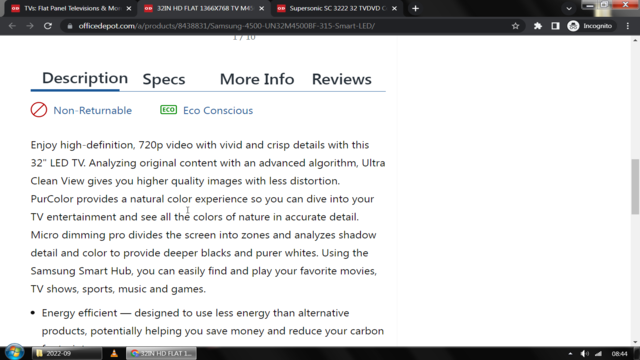 TVs: Flat Panel Televisions & Mon
32IN HD FLAT 1366X768 TV M45
Supersonic SC 3222 32 TVDVD C
officedepot.com/a/products/8438831/Samsung-4500-UN32M4500BF-315-Smart-LED/
Incognito
1 / 10
Description Specs More Info Reviews
Non-Returnable ECO Eco Conscious
Enjoy high-definition, 720p video with vivid and crisp details with this
32" LED TV. Analyzing original content with an advanced algorithm, Ultra
Clean View gives you higher quality images with less distortion.
PurColor provides a natural color experience so you can dive into your
TV entertainment and see all the colors of nature in accurate detail.
Micro dimming pro divides the screen into zones and analyzes shadow
detail and color to provide deeper blacks and purer whites. Using the
Samsung Smart Hub, you can easily find and play your favorite movies,
TV shows, sports, music and games.
• Energy efficient — designed to use less energy than alternative
products, potentially helping you save money and reduce your carbon
2022-09
32IN HD FLAT 1...
08:44